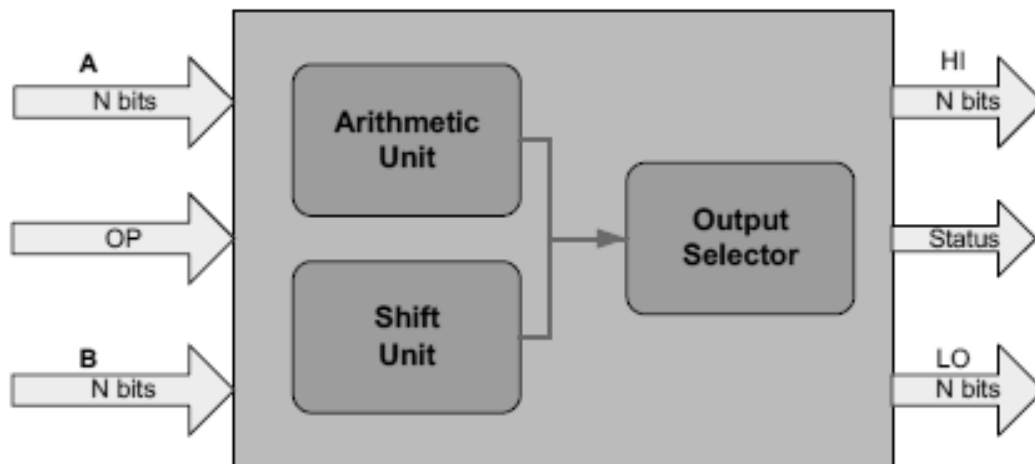 A
N bits
OP
B
N bits
Arithmetic
Unit
Shift
Unit
Output
Selector
HI
N bits
Status
LO
N bits